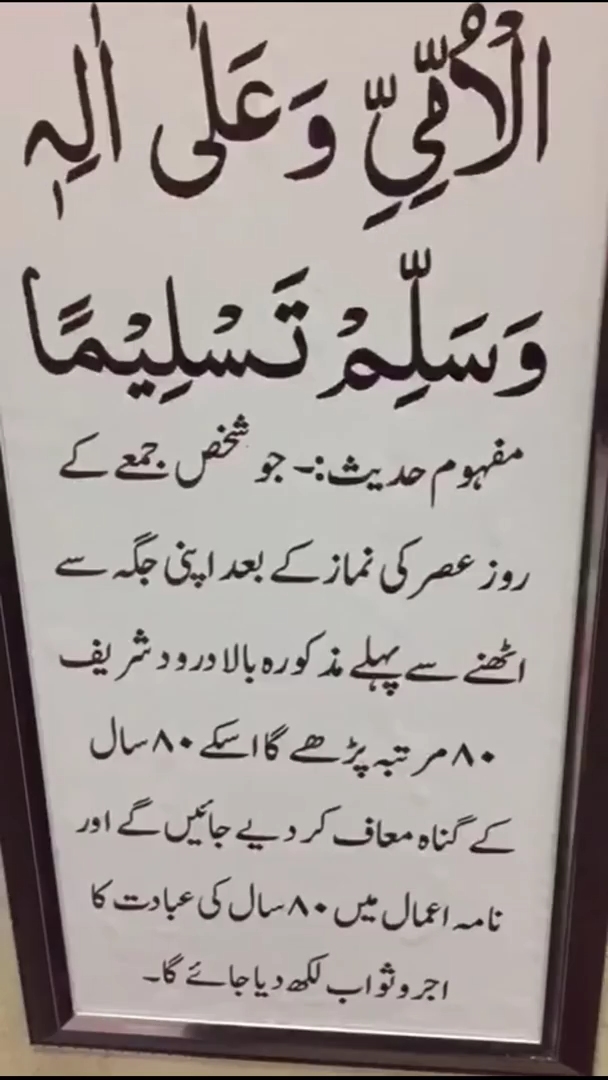 الْاُمِّيِّ وَعَلٰى اٰلِهٖ
وَسَلِّمْ تَسْلِيْمًا
مفہوم حدیث:- جو شخص جمعے کے
روز عصر کی نماز کے بعد اپنی جگہ سے
اٹھنے سے پہلے مذکورہ بالا درود شریف
۸۰ مرتبہ پڑھے گا اسکے ۸۰ سال
کے گناہ معاف کر دیے جائیں گے اور
نامہ اعمال میں ۸۰ سال کی عبادت کا
اجر و ثواب لکھ دیا جائے گا۔